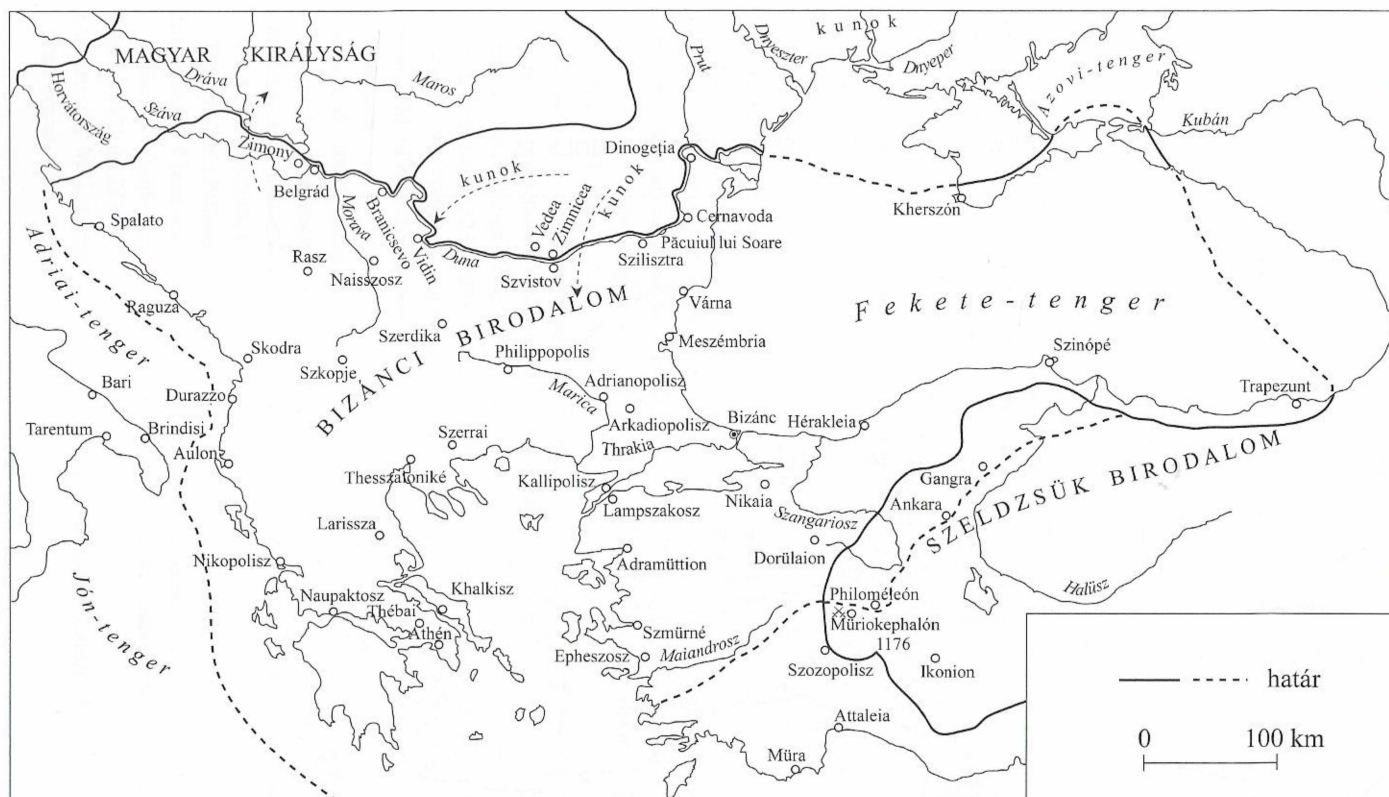 MAGYAR KIRÁLYSÁG
kunok
Dráva
Maros
Prut
Dnyeszter
Dnyeper
Azovi-tenger
Kubán
Horvátország
Száva
Zimony
Belgrád
Branicsevo
Morava
Vidin
Duna
kunok
kunok
Vedea
Zimnicea
Szvistov
Dinogeția
Cernavoda
Păcuiul lui Soare
Szilisztra
Kherszón
Spalato
Adriai-tenger
Rasz
Naisszosz
Raguza
Szerdika
Várna
Meszémbria
Fekete-tenger
BIZÁNCI BIRODALOM
Skodra
Szkopje
Philippopolis
Marica
Adrianopolisz
Arkadiopolisz
Bizánc
Hérakleia
Szinópé
Trapezunt
Bari
Durazzo
Tarentum
Brindisi
Aulon
Szerrai
Thrakia
Thesszaloniké
Kallipolisz
Lampszakosz
Nikaia
Szangariosz
Gangra
Ankara
SZELDZSÜK BIRODALOM
Larissza
Dorülaion
Halüsz
Nikopolisz
Adramüttion
Jón-tenger
Naupaktosz
Thébai
Khalkisz
Athén
Philoméleón
Müriokephalón
1176
Szmürné
Epheszosz
Maiandrosz
Szozopolisz
Ikonion
Attaleia
Müra
határ
0 100 km